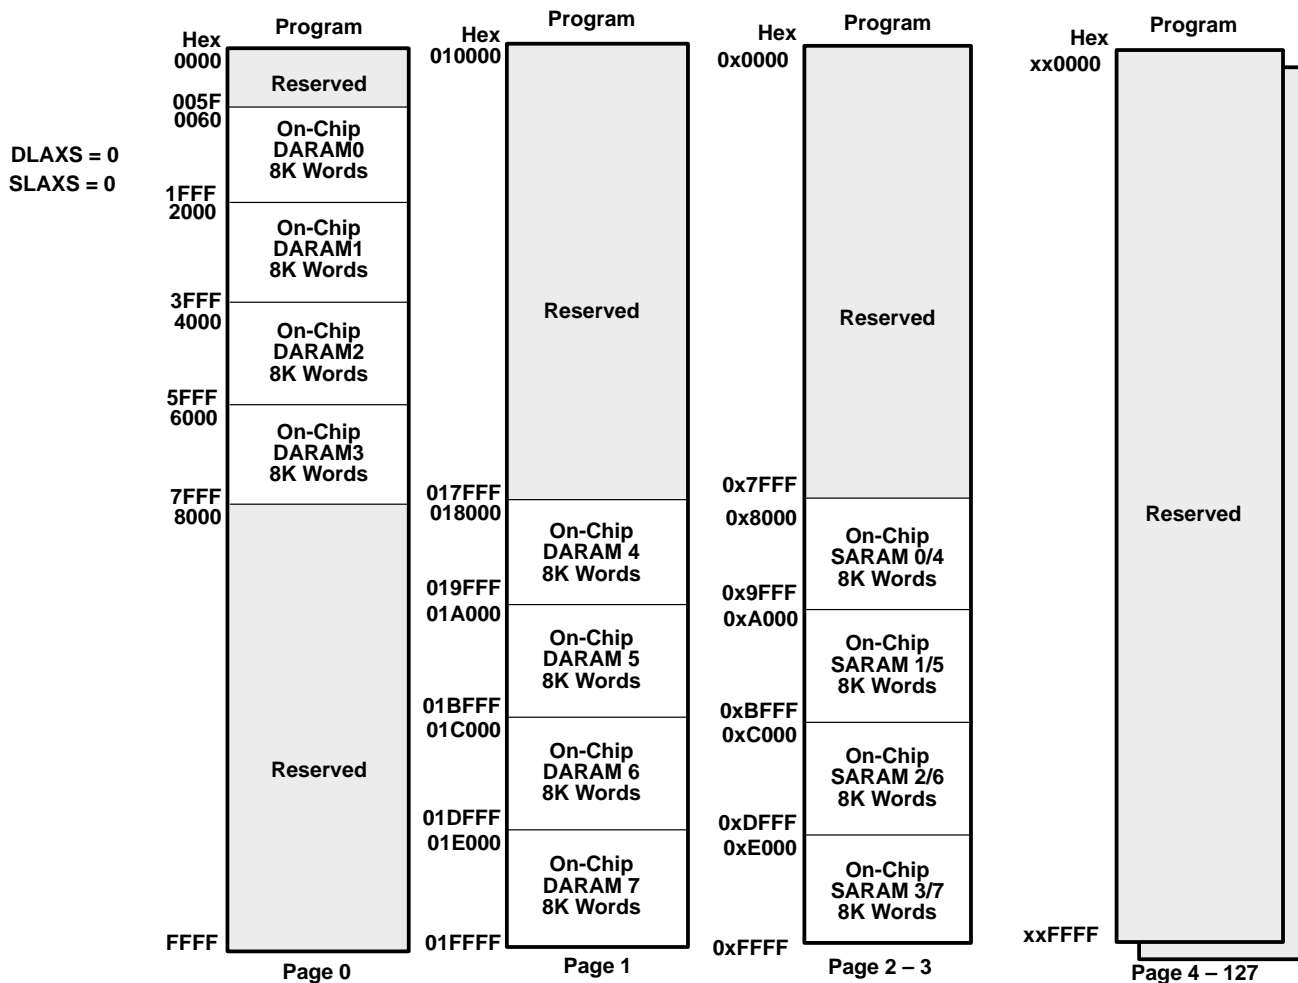 DLAXS = 0
SLAXS = 0
Program
Hex
0000
Reserved
005F
0060
On-Chip
DARAM0
8K Words
1FFF
2000
On-Chip
DARAM1
8K Words
3FFF
4000
On-Chip
DARAM2
8K Words
5FFF
6000
On-Chip
DARAM3
8K Words
7FFF
8000
Reserved
FFFF
Page 0
Program
Hex
010000
Reserved
017FFF
018000
On-Chip
DARAM 4
8K Words
019FFF
01A000
On-Chip
DARAM 5
8K Words
01BFFF
01C000
On-Chip
DARAM 6
8K Words
01DFFF
01E000
On-Chip
DARAM 7
8K Words
01FFFF
Page 1
Program
Hex
0x0000
Reserved
0x7FFF
0x8000
On-Chip
SARAM 0/4
8K Words
0x9FFF
0xA000
On-Chip
SARAM 1/5
8K Words
0xBFFF
0xC000
On-Chip
SARAM 2/6
8K Words
0xDFFF
0xE000
On-Chip
SARAM 3/7
8K Words
0xFFFF
Page 2 – 3
Program
Hex
xx0000
Reserved
xxFFFF
Page 4 – 127